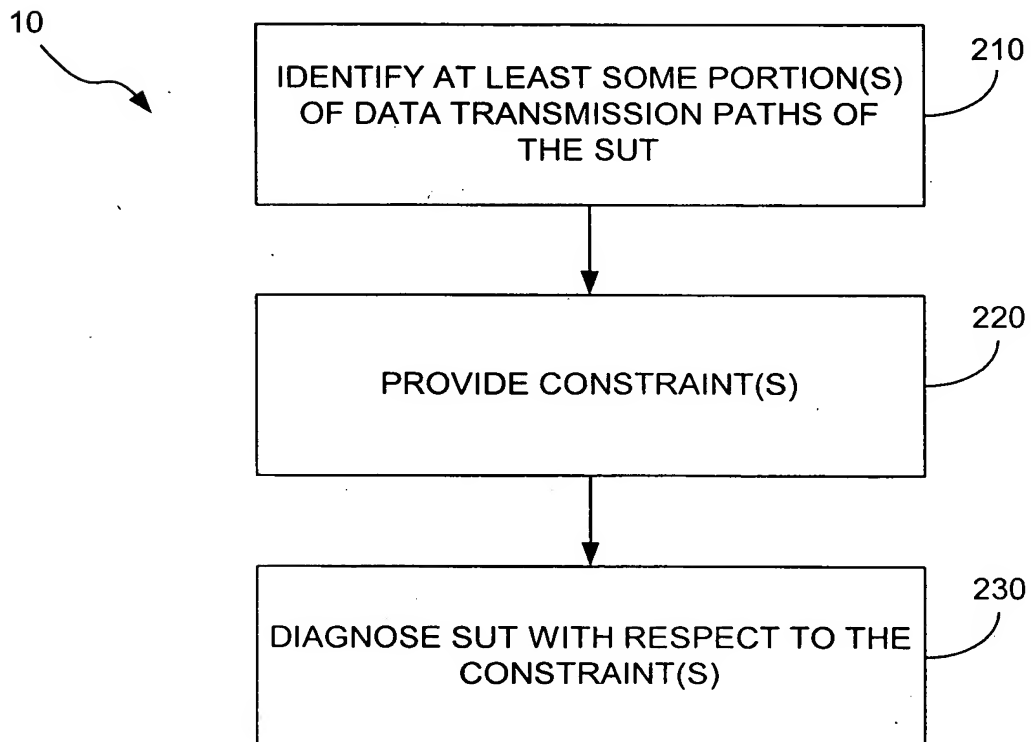 10
210
IDENTIFY AT LEAST SOME PORTION(S)
OF DATA TRANSMISSION PATHS OF
THE SUT
220
PROVIDE CONSTRAINT(S)
230
DIAGNOSE SUT WITH RESPECT TO THE
CONSTRAINT(S)